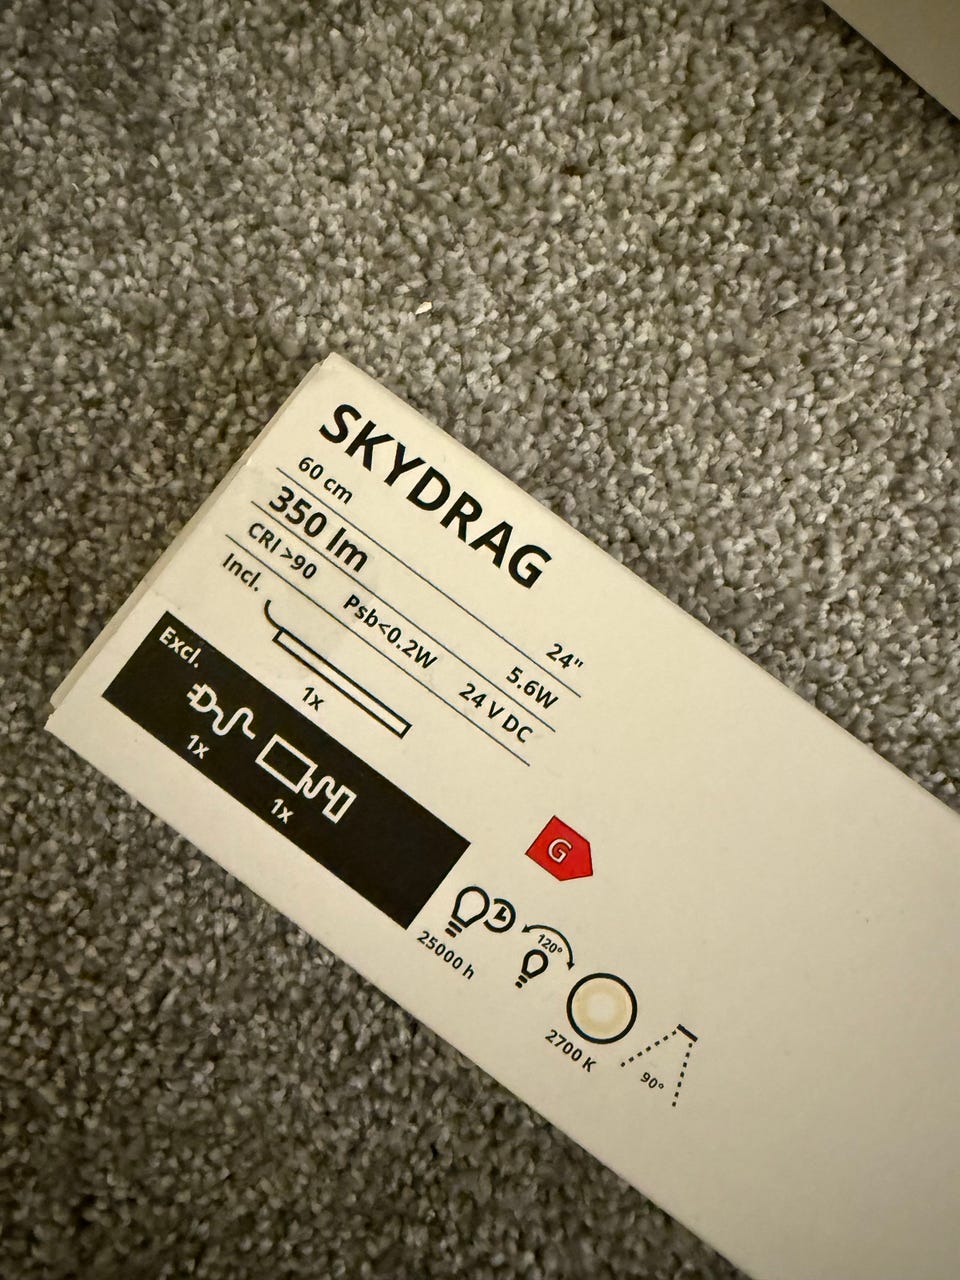 SKYDRAG
60 cm 24"
350 lm 5.6W
CRI >90 Psb<0.2W 24 V DC
Incl.
1x
Excl.
1x
1x
G
25000 h
120°
2700 K
90°